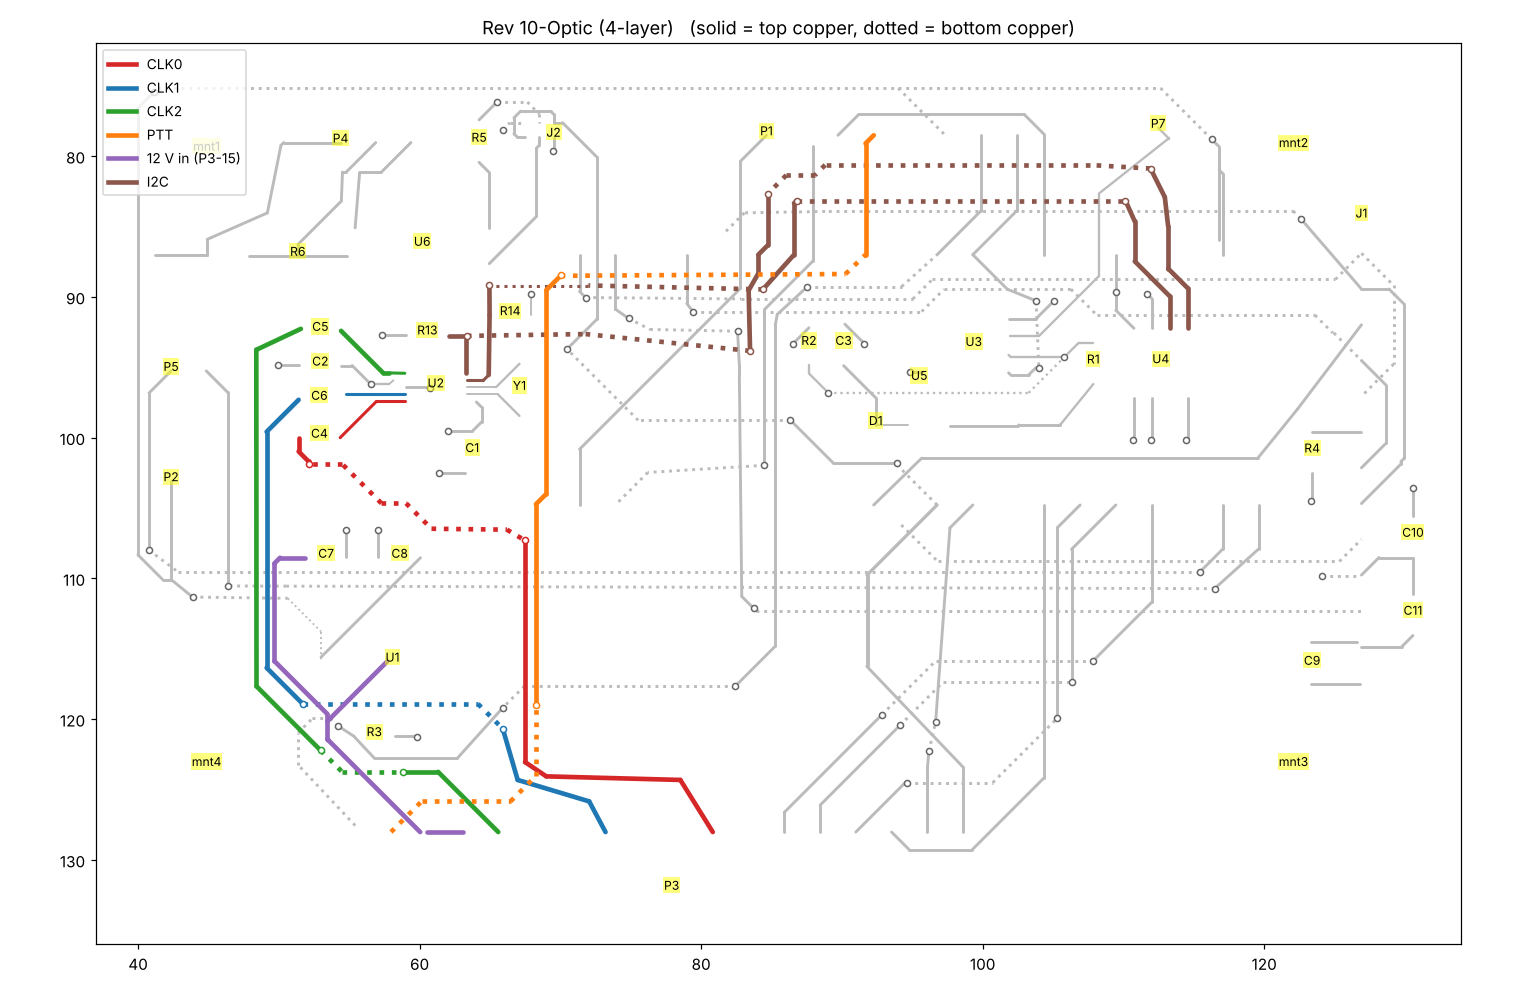 Rev 10-Optic (4-layer) (solid = top copper, dotted = bottom copper)
CLK0
CLK1
CLK2
PTT
12 V in (P3-15)
I2C
mnt1
P4
R5
J2
P1
P7
mnt2
J1
R6
U6
R14
C5
R13
R2
C3
U3
R1
U4
P5
C2
U2
Y1
U5
C6
C4
C1
D1
R4
P2
C10
C7
C8
C11
U1
C9
R3
mnt4
mnt3
P3
80
90
100
110
120
130
40
60
80
100
120